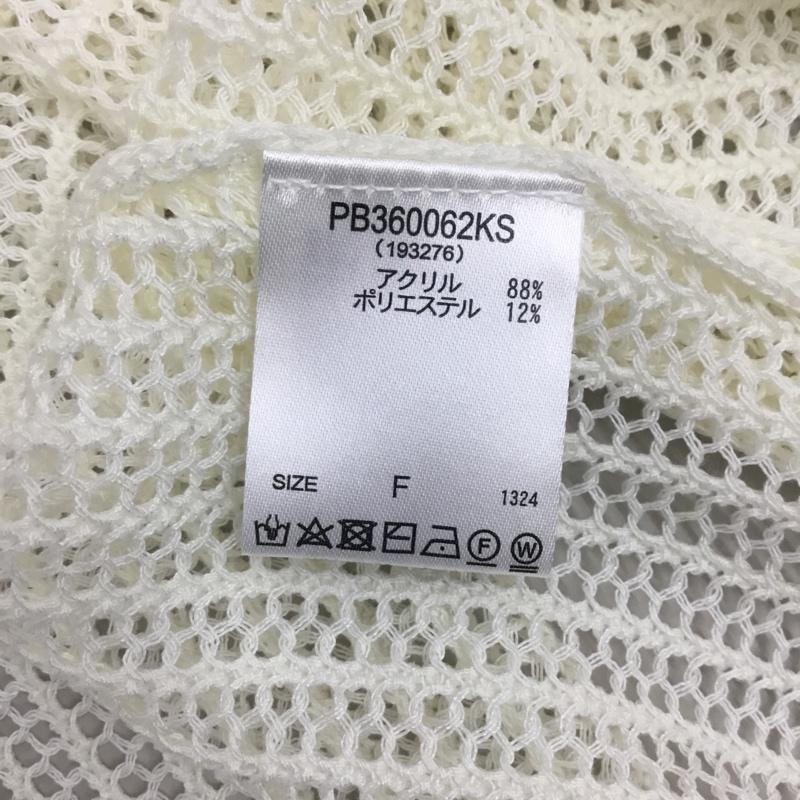 PB360062KS
(193276)
アクリル 88%
ポリエステル 12%
SIZE F 1324
F W